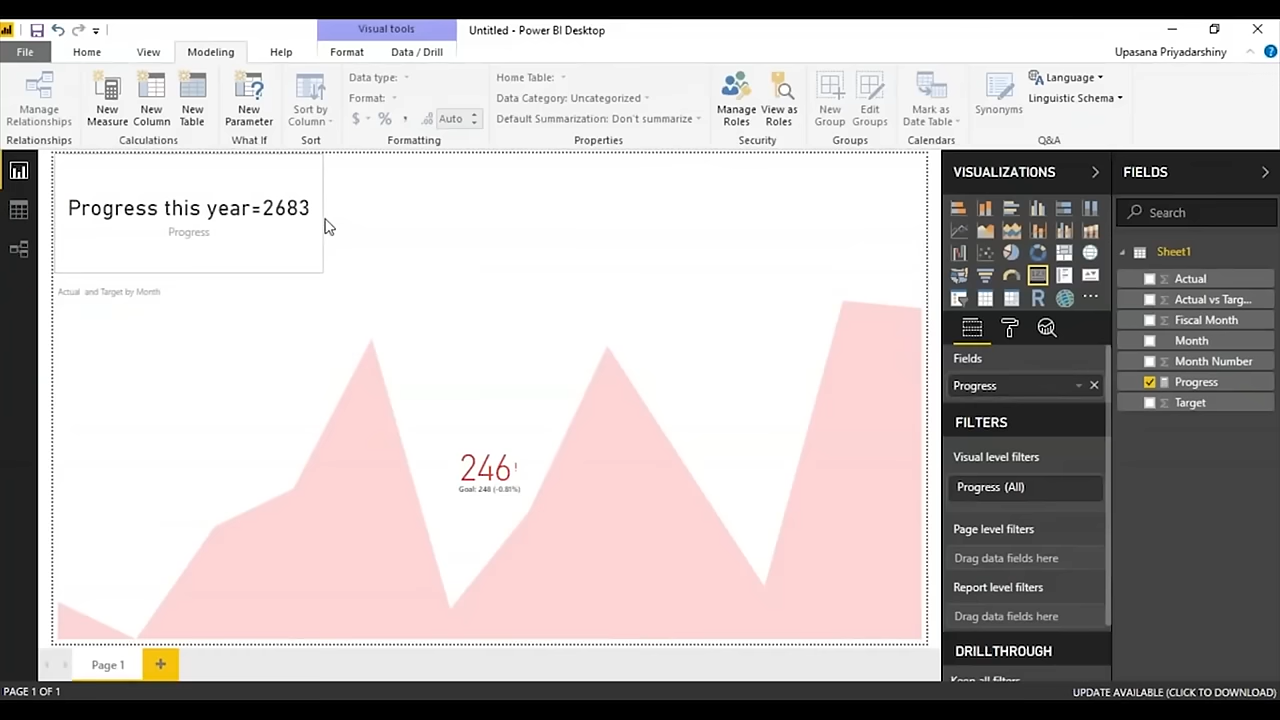 Visual tools
Untitled - Power BI Desktop
File Home View Modeling Help Format Data / Drill
Upasana Priyadarshiny
Manage Relationships
New Measure
New Column
New Table
New Parameter
Sort by Column
Data type:
Format:
$ % , Auto
Home Table:
Data Category: Uncategorized
Default Summarization: Don't summarize
Manage Roles
View as Roles
New Group
Edit Groups
Mark as Date Table
Synonyms
Language
Linguistic Schema
Relationships Calculations What If Sort Formatting Properties Security Groups Calendars Q&A
Progress this year=2683
Progress
Actual and Target by Month
246!
Goal: 248 (-0.81%)
VISUALIZATIONS
R
Fields
Progress
FILTERS
Visual level filters
Progress (All)
Page level filters
Drag data fields here
Report level filters
Drag data fields here
DRILLTHROUGH
Keep all filters
FIELDS
Search
Sheet1
Actual
Actual vs Targ...
Fiscal Month
Month
Month Number
Progress
Target
Page 1
PAGE 1 OF 1
UPDATE AVAILABLE (CLICK TO DOWNLOAD)